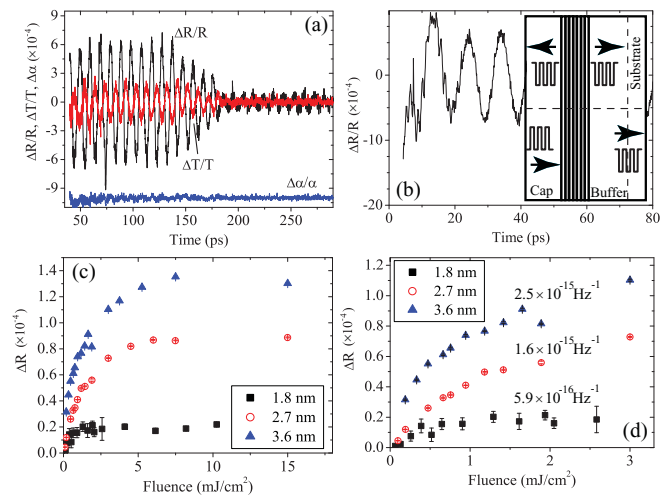 (a)
ΔR/R
ΔT/T
Δα/α
ΔR/R, ΔT/T, Δα (×10⁻⁴)
6
3
0
-3
-6
-10
50 100 150 200 250
Time (ps)
(b)
ΔR/R (×10⁻⁴)
0
-10
-20
0 20 40 60 80
Time (ps)
Substrate
Cap
Buffer
(c)
ΔR (×10⁻⁴)
1.4
1.2
1.0
0.8
0.6
0.4
0.2
0.0
0 5 10 15
Fluence (mJ/cm²)
1.8 nm
2.7 nm
3.6 nm
(d)
ΔR (×10⁻⁴)
1.2
1.0
0.8
0.6
0.4
0.2
0.0
0 1 2 3
Fluence (mJ/cm²)
1.8 nm
2.7 nm
3.6 nm
2.5×10⁻¹⁵Hz⁻¹
1.6×10⁻¹⁵Hz⁻¹
5.9×10⁻¹⁶Hz⁻¹